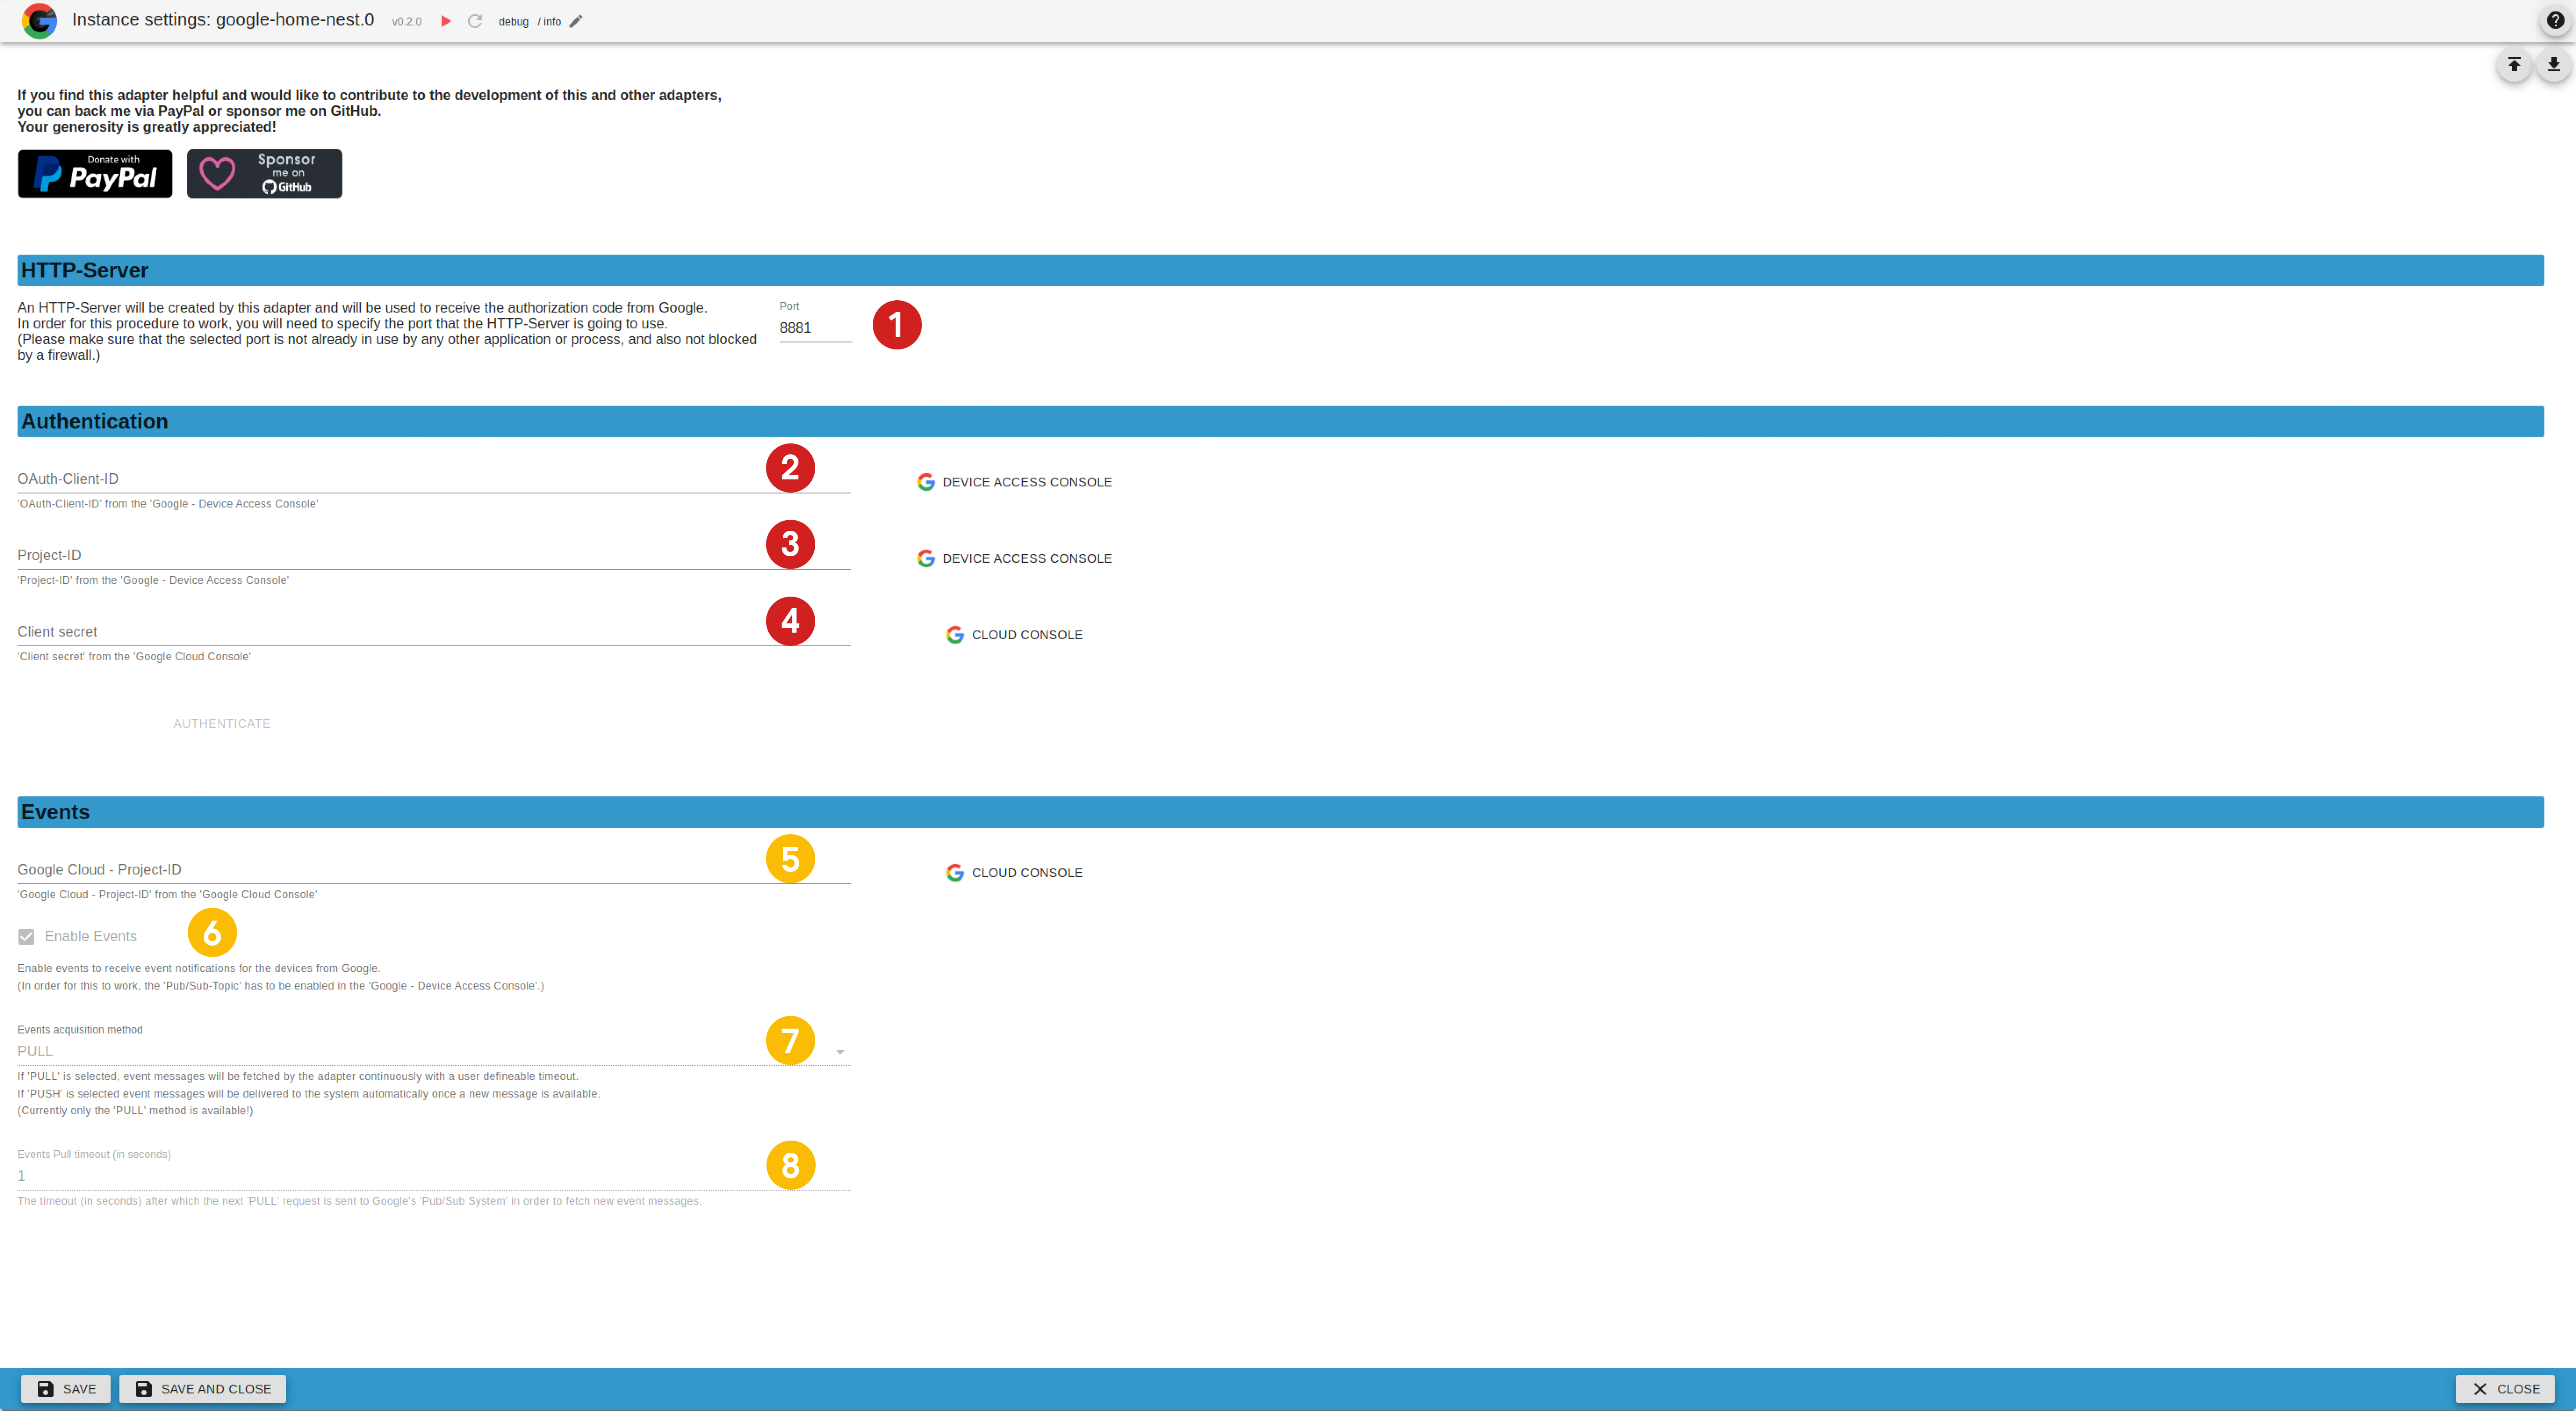 Instance settings: google-home-nest.0 v0.2.0 debug / info
If you find this adapter helpful and would like to contribute to the development of this and other adapters,
you can back me via PayPal or sponsor me on GitHub.
Your generosity is greatly appreciated!
Donate with
PayPal
Sponsor
me on
GitHub
HTTP-Server
An HTTP-Server will be created by this adapter and will be used to receive the authorization code from Google.
In order for this procedure to work, you will need to specify the port that the HTTP-Server is going to use.
(Please make sure that the selected port is not already in use by any other application or process, and also not blocked
by a firewall.)
Port
8881
1
Authentication
OAuth-Client-ID
2
DEVICE ACCESS CONSOLE
'OAuth-Client-ID' from the 'Google - Device Access Console'
Project-ID
3
DEVICE ACCESS CONSOLE
'Project-ID' from the 'Google - Device Access Console'
Client secret
4
CLOUD CONSOLE
'Client secret' from the 'Google Cloud Console'
AUTHENTICATE
Events
Google Cloud - Project-ID
5
CLOUD CONSOLE
'Google Cloud - Project-ID' from the 'Google Cloud Console'
Enable Events
6
Enable events to receive event notifications for the devices from Google.
(In order for this to work, the 'Pub/Sub-Topic' has to be enabled in the 'Google - Device Access Console'.)
Events acquisition method
PULL
7
If 'PULL' is selected, event messages will be fetched by the adapter continuously with a user defineable timeout.
If 'PUSH' is selected event messages will be delivered to the system automatically once a new message is available.
(Currently only the 'PULL' method is available!)
Events Pull timeout (in seconds)
1
8
The timeout (in seconds) after which the next 'PULL' request is sent to Google's 'Pub/Sub System' in order to fetch new event messages.
SAVE
SAVE AND CLOSE
CLOSE